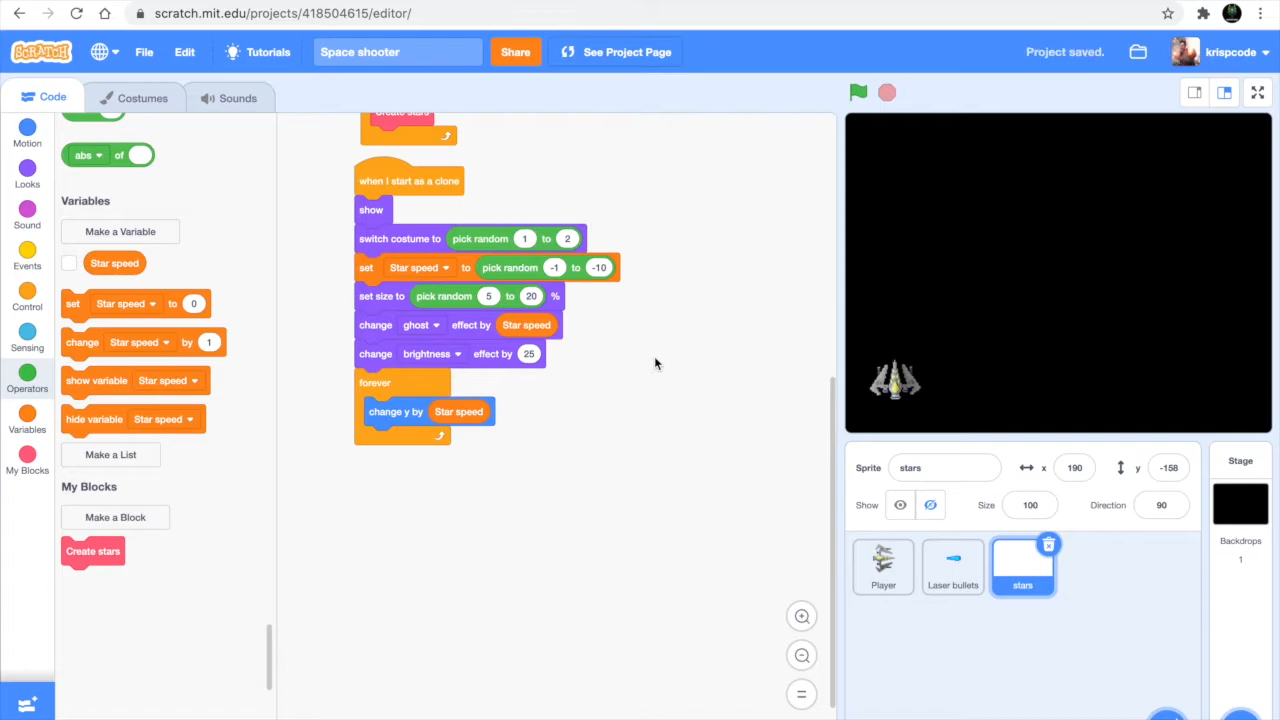 scratch.mit.edu/projects/418504615/editor/
SCRATCH File Edit Tutorials Space shooter Share See Project Page Project saved. krispcode
Code Costumes Sounds
Motion
Looks
Sound
Events
Control
Sensing
Operators
Variables
My Blocks
abs of
Variables
Make a Variable
Star speed
set Star speed to 0
change Star speed by 1
show variable Star speed
hide variable Star speed
Make a List
My Blocks
Make a Block
Create stars
Create stars
when I start as a clone
show
switch costume to pick random 1 to 2
set Star speed to pick random -1 to -10
set size to pick random 5 to 20 %
change ghost effect by Star speed
change brightness effect by 25
forever
change y by Star speed
Sprite stars x 190 y -158
Show Size 100 Direction 90
Player
Laser bullets
stars
Stage
Backdrops
1